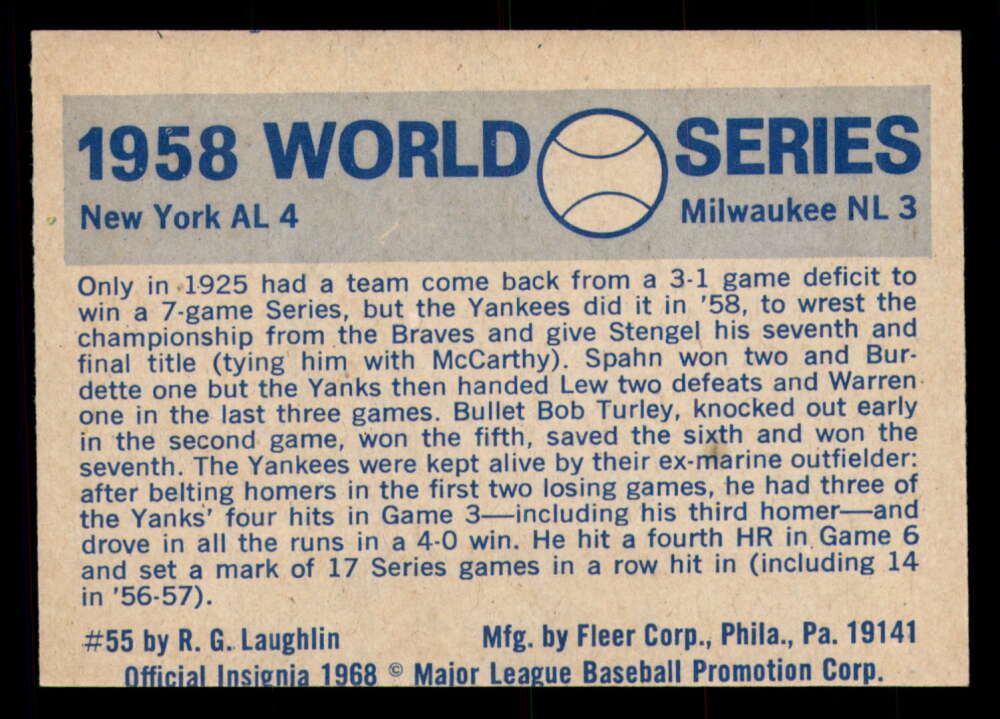 1958 WORLD SERIES
New York AL 4
Milwaukee NL 3
Only in 1925 had a team come back from a 3-1 game deficit to
win a 7-game Series, but the Yankees did it in '58, to wrest the
championship from the Braves and give Stengel his seventh and
final title (tying him with McCarthy). Spahn won two and Bur-
dette one but the Yanks then handed Lew two defeats and Warren
one in the last three games. Bullet Bob Turley, knocked out early
in the second game, won the fifth, saved the sixth and won the
seventh. The Yankees were kept alive by their ex-marine outfielder:
after belting homers in the first two losing games, he had three of
the Yanks' four hits in Game 3—including his third homer—and
drove in all the runs in a 4-0 win. He hit a fourth HR in Game 6
and set a mark of 17 Series games in a row hit in (including 14
in '56-57).
#55 by R. G. Laughlin
Mfg. by Fleer Corp., Phila., Pa. 19141
Official Insignia 1968 © Major League Baseball Promotion Corp.